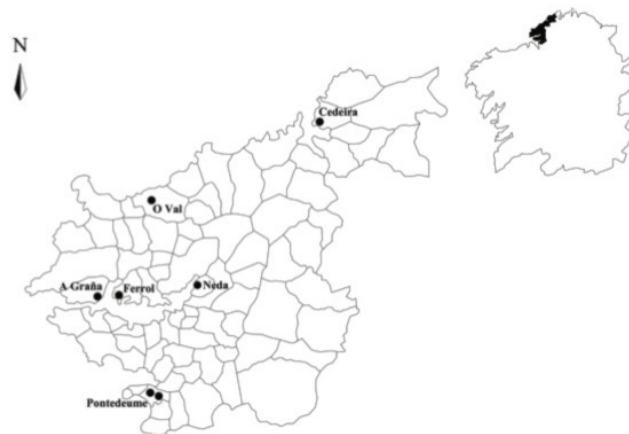 N
Cedeira
O Val
A Graña
Ferrol
Neda
Pontedeume